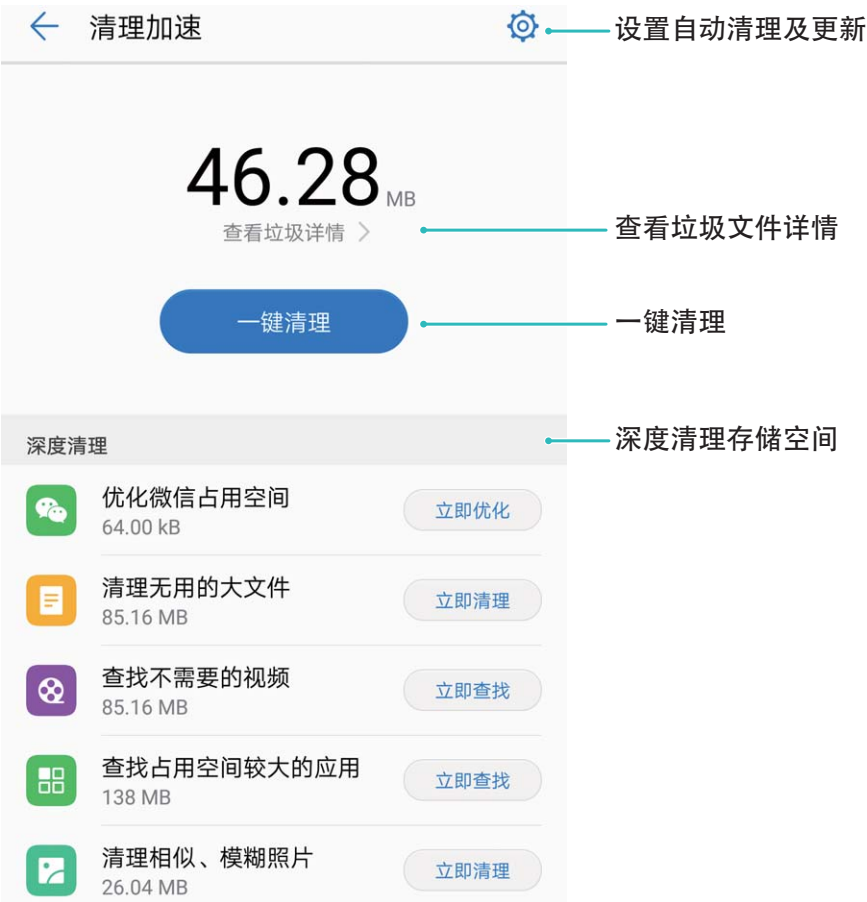 清理加速
设置自动清理及更新
46.28 MB
查看垃圾详情
查看垃圾文件详情
一键清理
一键清理
深度清理
深度清理存储空间
优化微信占用空间
64.00 kB
立即优化
清理无用的大文件
85.16 MB
立即清理
查找不需要的视频
85.16 MB
立即查找
查找占用空间较大的应用
138 MB
立即查找
清理相似、模糊照片
26.04 MB
立即清理